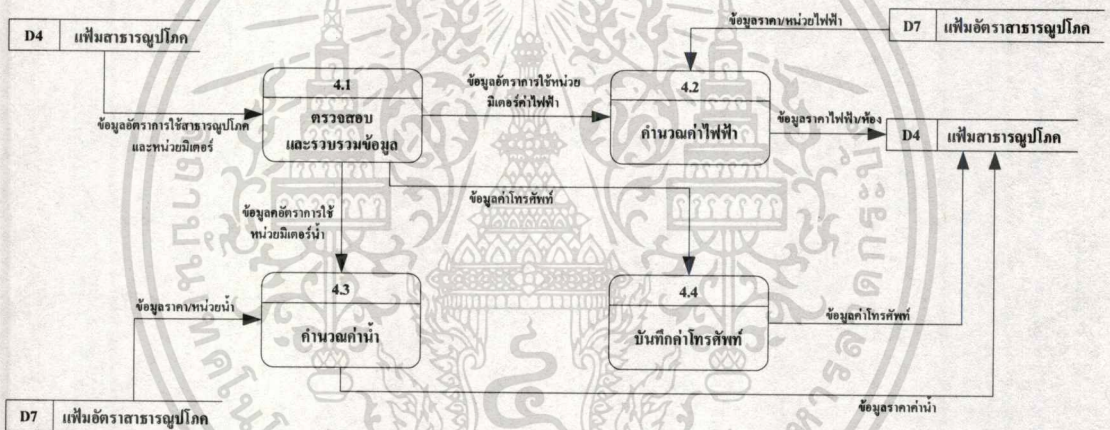 D4 แฟ้มสาธารณูปโภค
ข้อมูลราคา/หน่วยไฟฟ้า
D7 แฟ้มอัตราสาธารณูปโภค
4.1
ตรวจสอบ
และรวบรวมข้อมูล
ข้อมูลอัตราการใช้หน่วย
มิเตอร์ค่าไฟฟ้า
4.2
คำนวณค่าไฟฟ้า
ข้อมูลราคาไฟฟ้า/ห้อง
D4 แฟ้มสาธารณูปโภค
ข้อมูลอัตราการใช้สาธารณูปโภค
และหน่วยมิเตอร์
ข้อมูลค่าโทรศัพท์
ข้อมูลคอัตราการใช้
หน่วยมิเตอร์น้ำ
4.3
คำนวณค่าน้ำ
4.4
บันทึกค่าโทรศัพท์
ข้อมูลราคา/หน่วยน้ำ
ข้อมูลค่าโทรศัพท์
ข้อมูลราคาค่าน้ำ
D7 แฟ้มอัตราสาธารณูปโภค